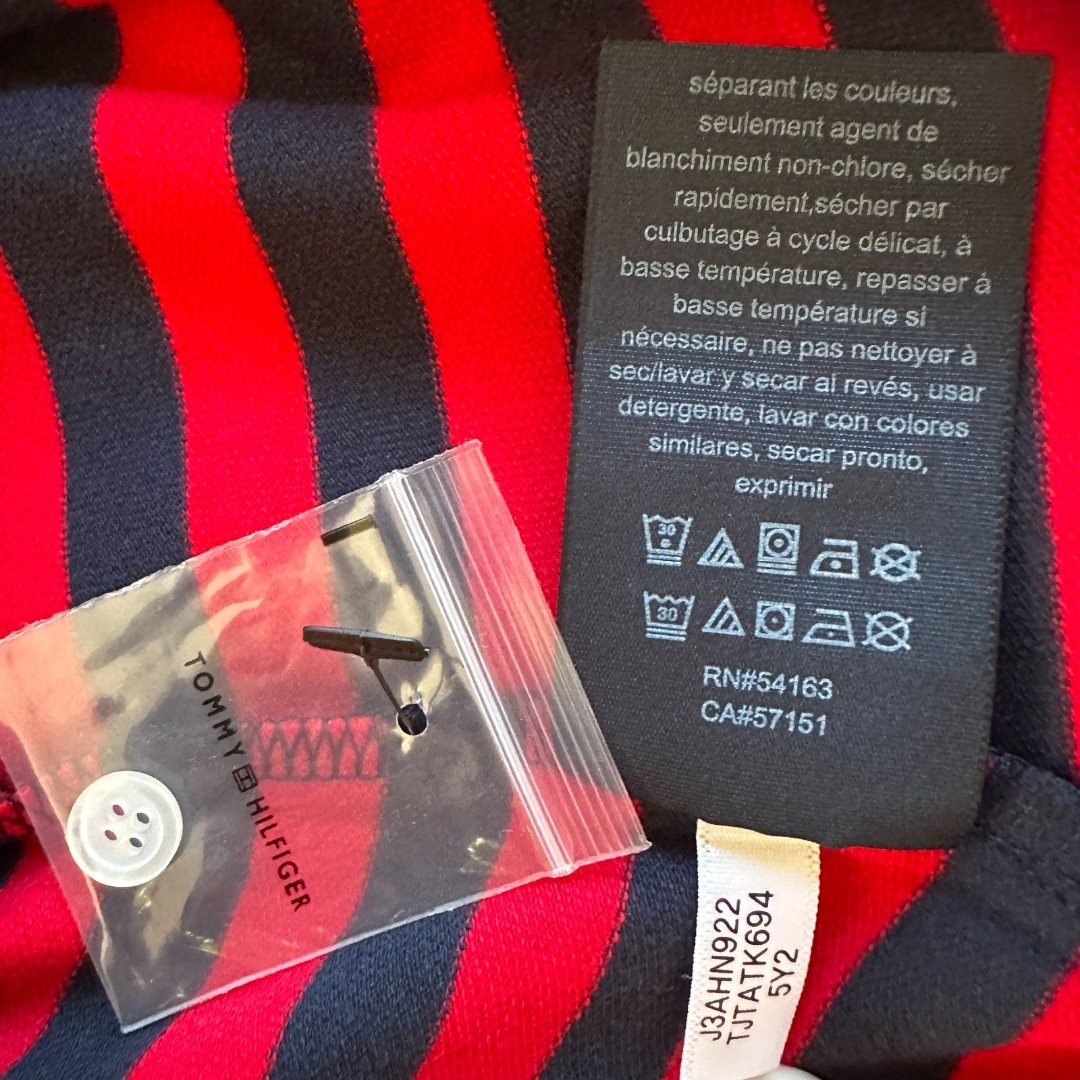 séparant les couleurs,
seulement agent de
blanchiment non-chlore, sécher
rapidement,sécher par
culbutage à cycle délicat, à
basse température, repasser à
basse température si
nécessaire, ne pas nettoyer à
sec/lavar y secar al revés, usar
detergente, lavar con colores
similares, secar pronto,
exprimir
30
30
RN#54163
CA#57151
TOMMY HILFIGER
J3AHN922
TJTATK694
5Y2